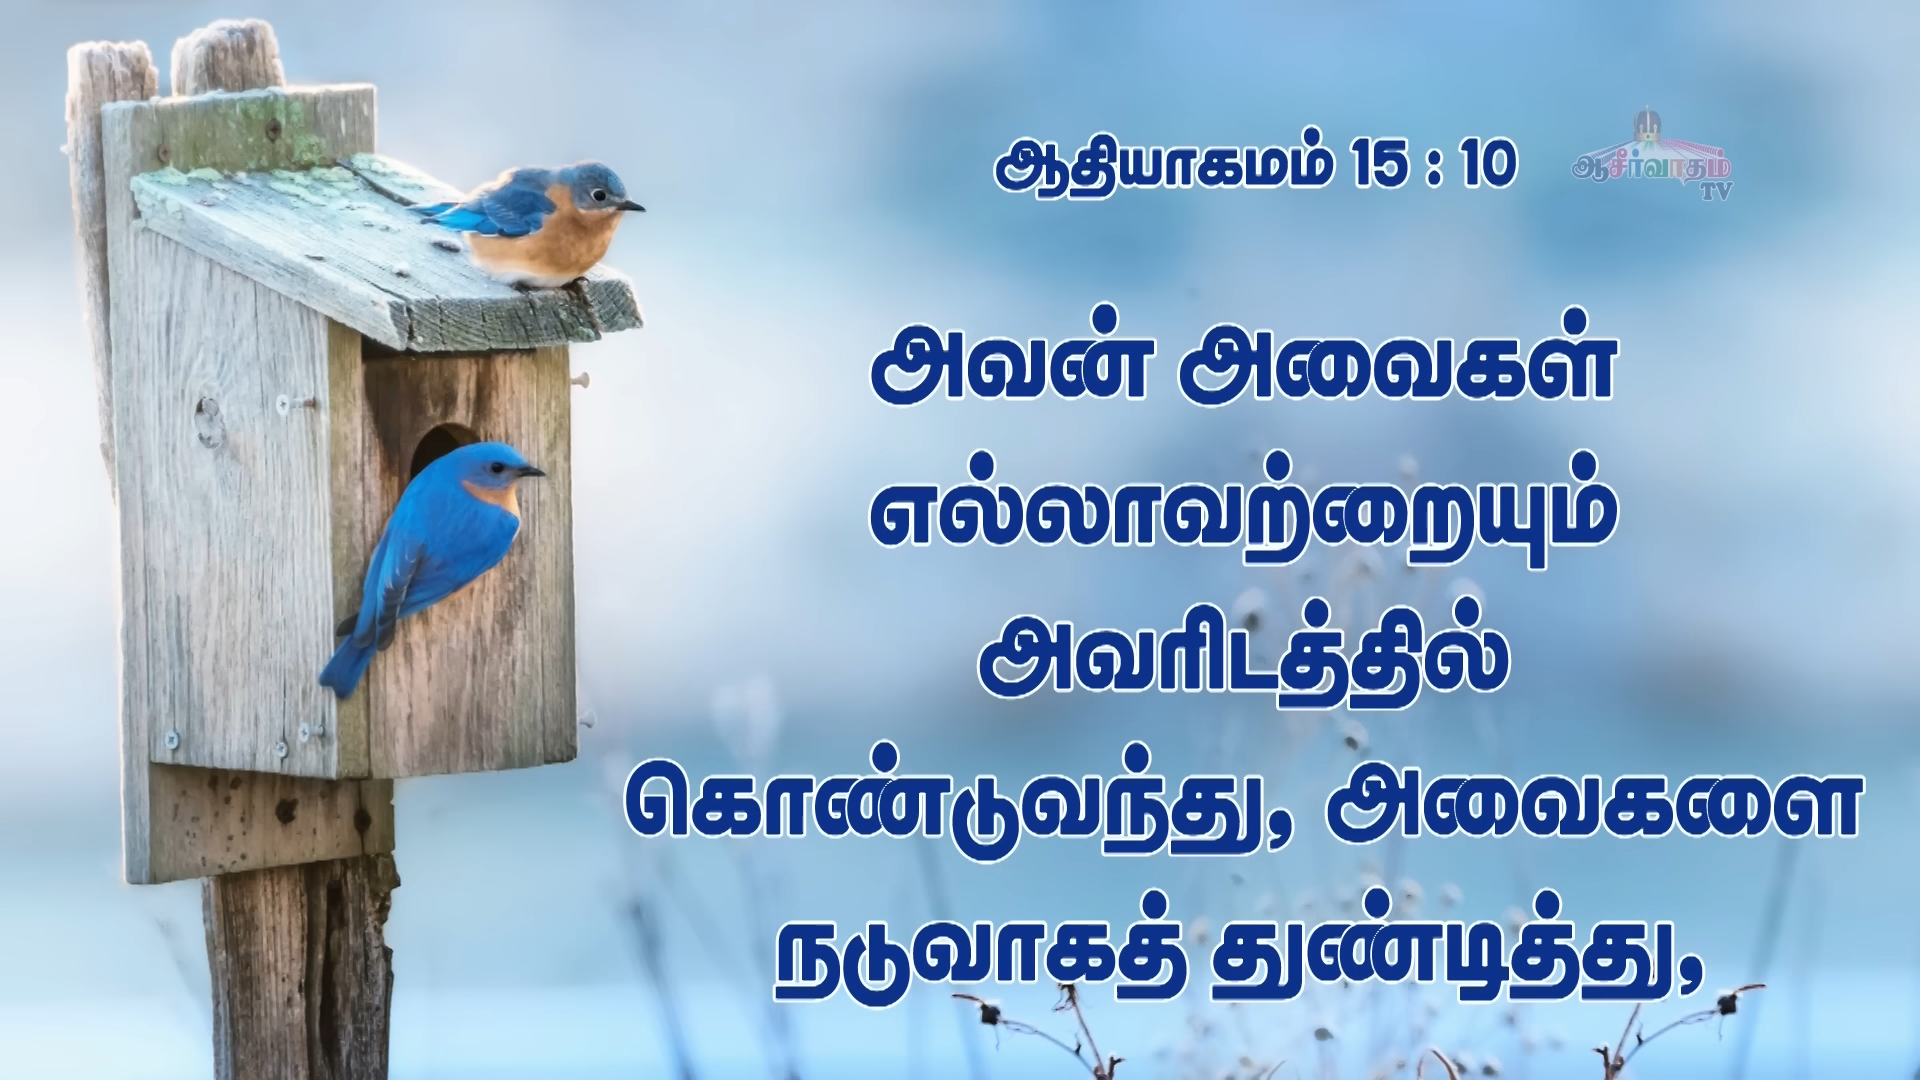 ஆதியாகமம் 15 : 10
ஆசீர்வாதம்
TV
அவன் அவைகள்
எல்லாவற்றையும்
அவரிடத்தில்
கொண்டுவந்து, அவைகளை
நடுவாகத் துண்டித்து,